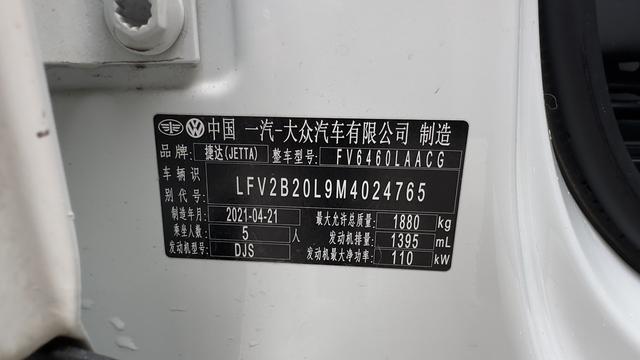 中国 一汽-大众汽车有限公司 制造
品牌: 捷达(JETTA) 整车型号: FV6460LAACG
车辆识别代号: LFV2B20L9M4024765
制造年月: 2021-04-21 最大允许总质量: 1880 kg
乘坐人数: 5 人 发动机排量: 1395 mL
发动机型号: DJS 发动机最大净功率: 110 kW